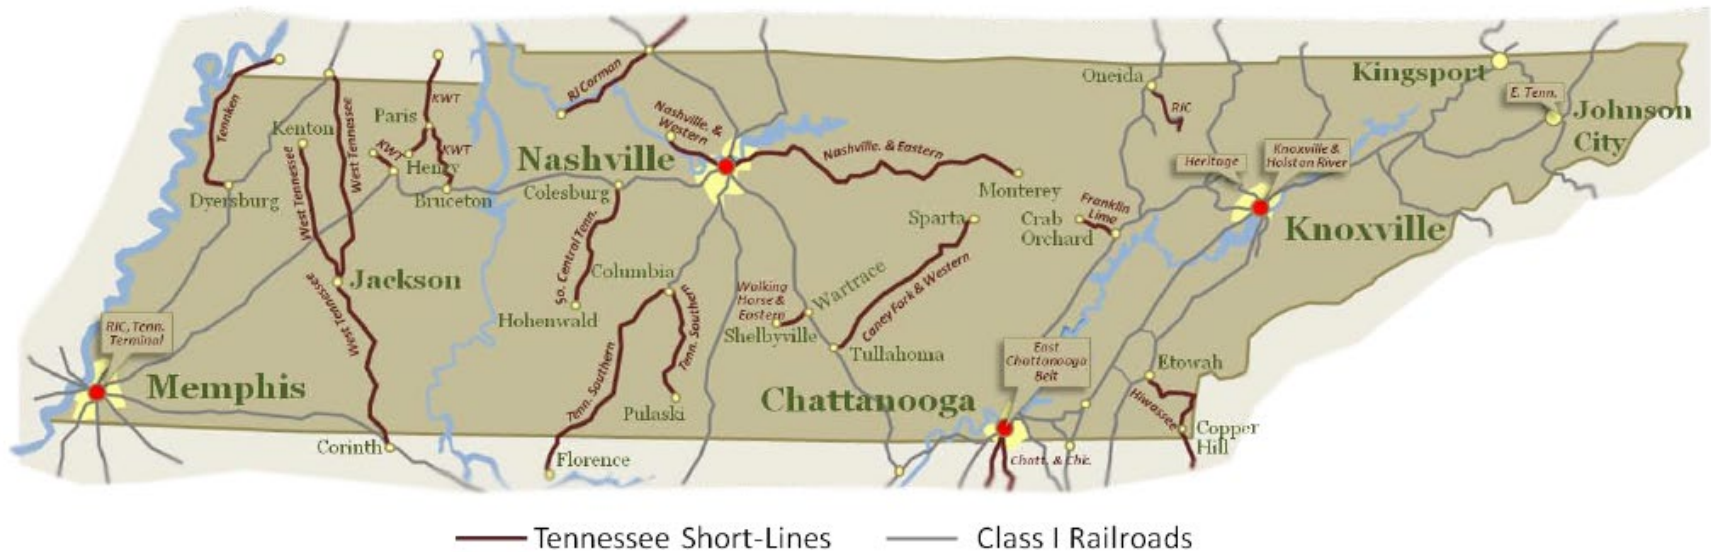 Tennken
Kenton
Dyersburg
West Tennessee
West Tennessee
West Tennessee
Jackson
KWT
Paris
KWT
Henry
KWT
Bruceton
RJ Corman
Nashville. &
Western
Nashville
Nashville. & Eastern
Monterey
Colesburg
So. Central Tenn.
Hohenwald
Columbia
Tenn. Southern
Tenn. Southern
Pulaski
Florence
Corinth
RJC, Tenn.
Terminal
Memphis
Walking
Horse &
Eastern
Shelbyville
Wartrace
Tullahoma
Caney Fork & Western
Sparta
Crab
Orchard
Franklin
Lime
Oneida
RJC
Heritage
Knoxville &
Holston River
Knoxville
Kingsport
E. Tenn.
Johnson
City
East
Chattanooga
Belt
Chattanooga
Chatt. & Chic.
Etowah
Hiwassee
Copper
Hill
Tennessee Short-Lines
Class I Railroads